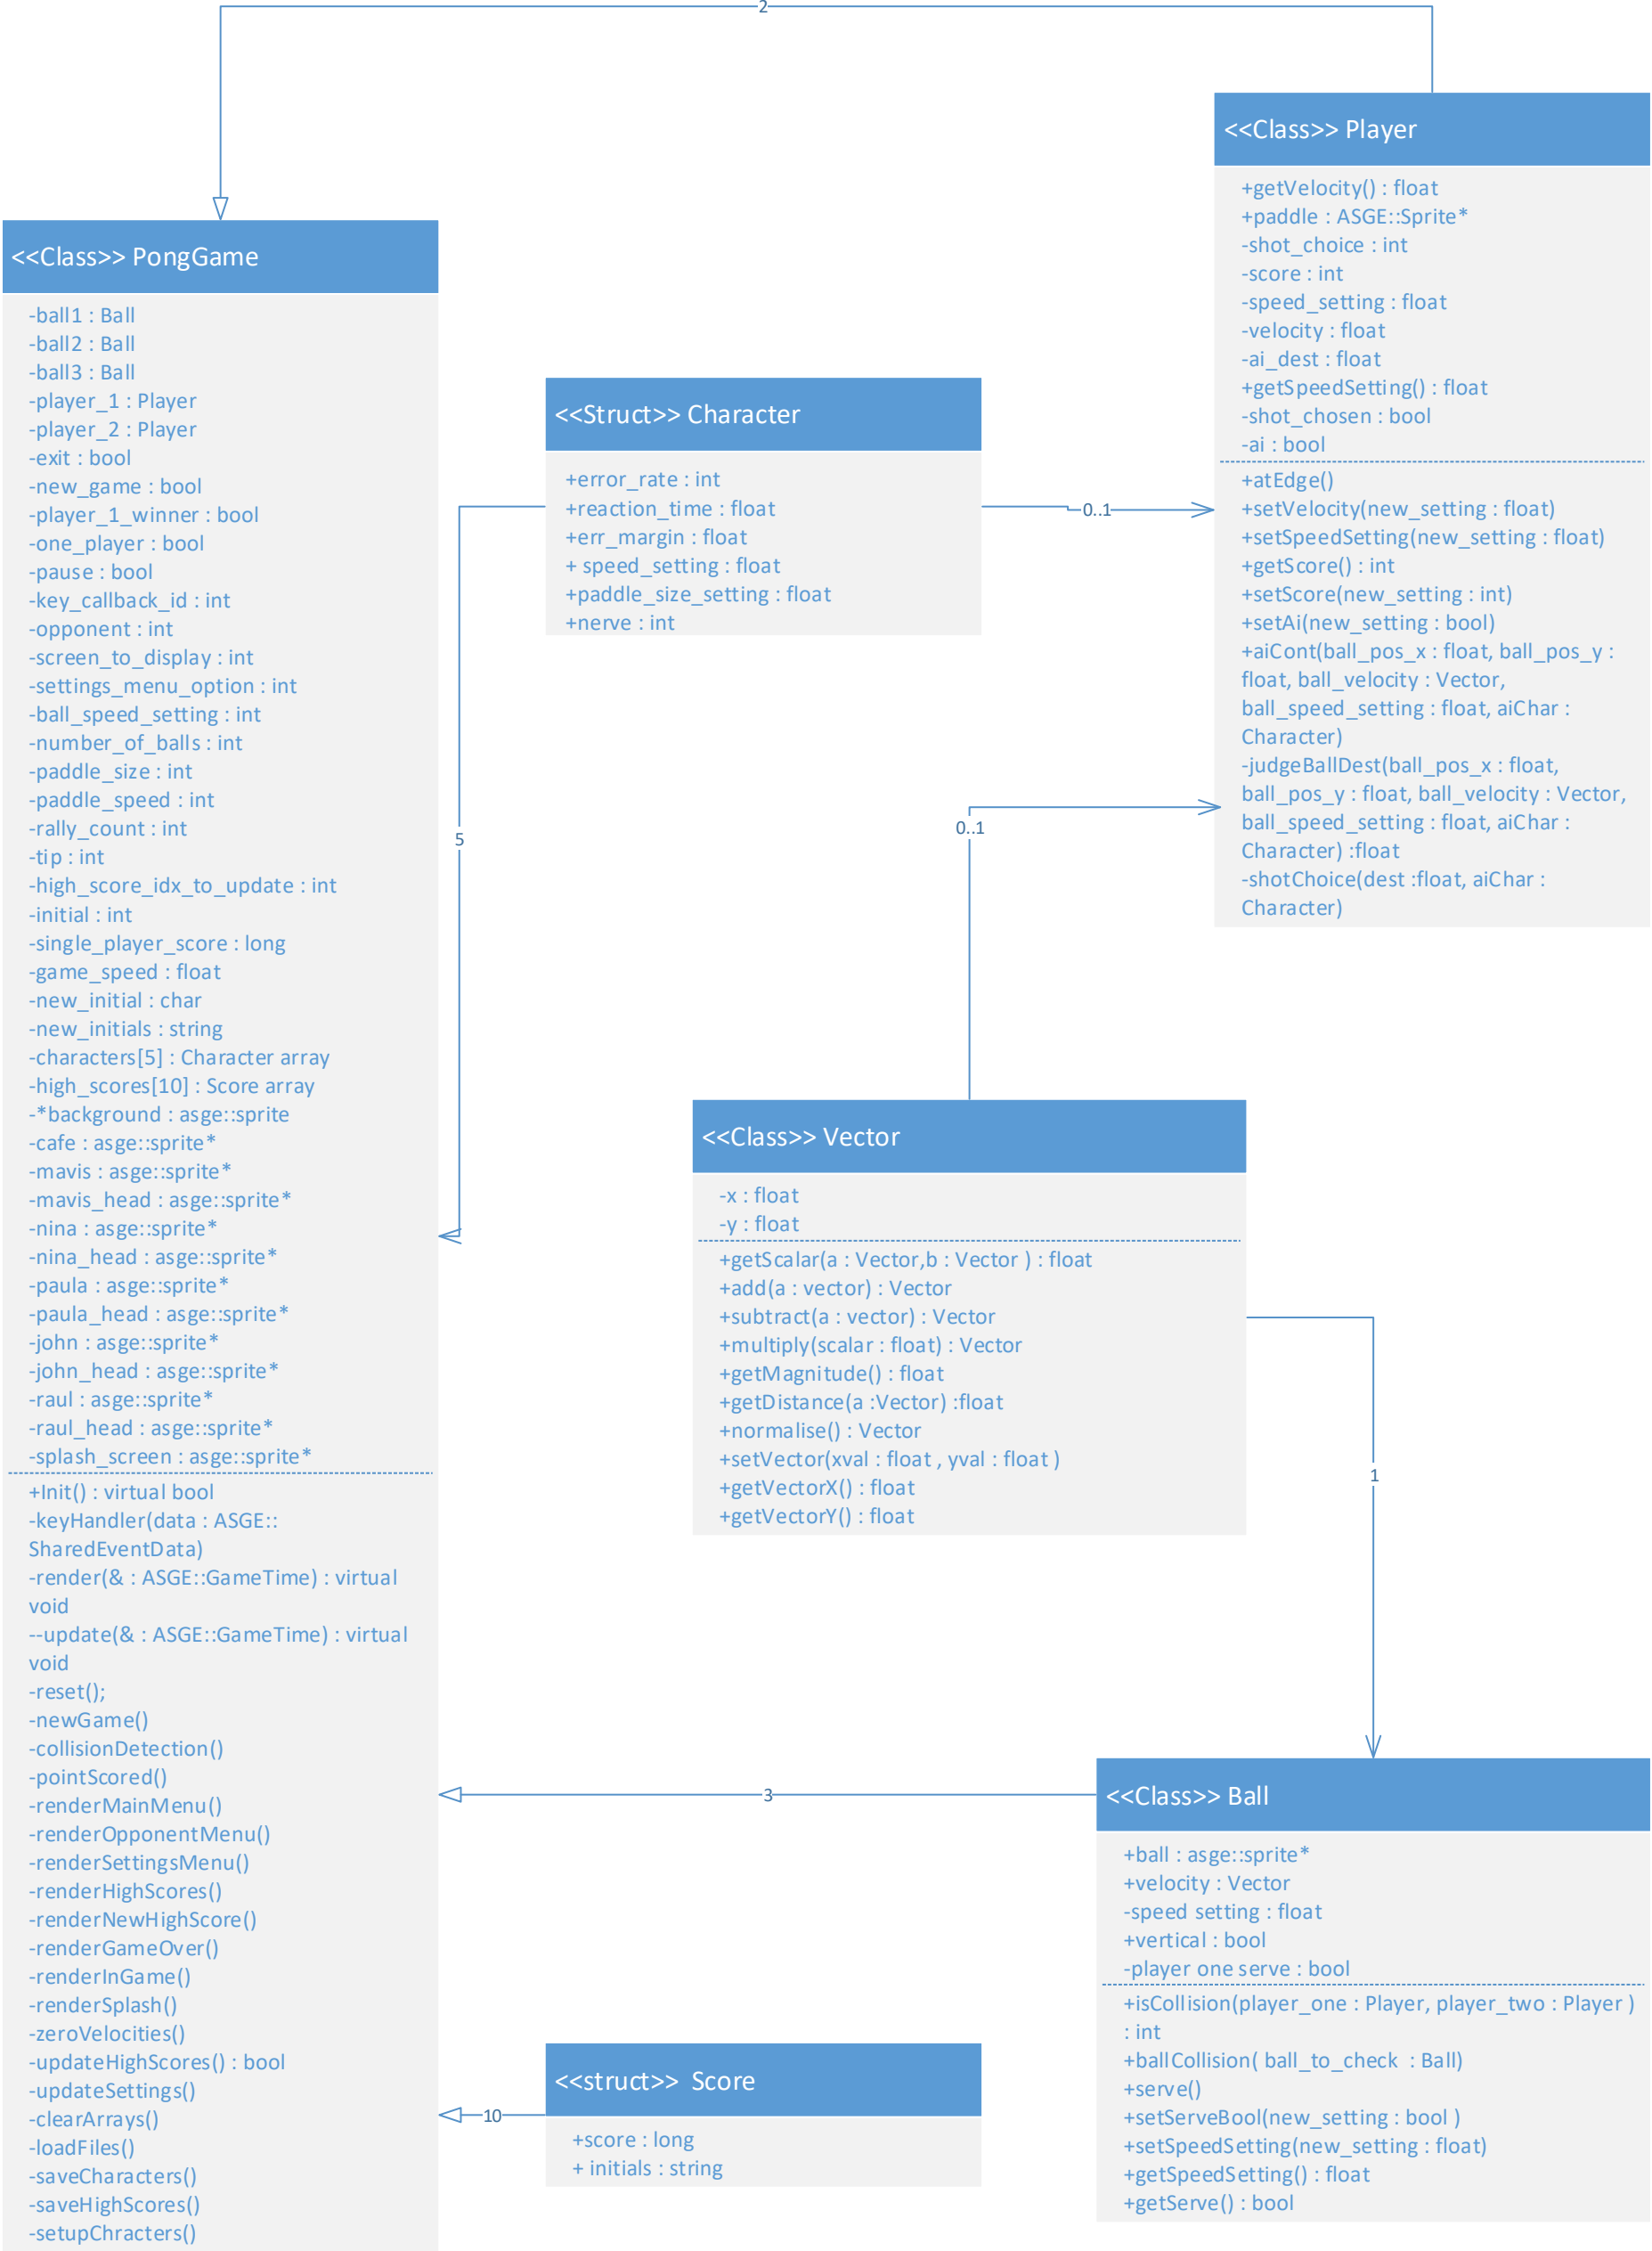 2
<<Class>> Player
+getVelocity() : float
+paddle : ASGE::Sprite*
-shot_choice : int
-score : int
-speed_setting : float
-velocity : float
-ai_dest : float
+getSpeedSetting() : float
-shot_chosen : bool
-ai : bool
+atEdge()
+setVelocity(new_setting : float)
+setSpeedSetting(new_setting : float)
+getScore() : int
+setScore(new_setting : int)
+setAi(new_setting : bool)
+aiCont(ball_pos_x : float, ball_pos_y :
float, ball_velocity : Vector,
ball_speed_setting : float, aiChar :
Character)
-judgeBallDest(ball_pos_x : float,
ball_pos_y : float, ball_velocity : Vector,
ball_speed_setting : float, aiChar :
Character) :float
-shotChoice(dest :float, aiChar :
Character)
<<Class>> PongGame
-ball1 : Ball
-ball2 : Ball
-ball3 : Ball
-player_1 : Player
-player_2 : Player
-exit : bool
-new_game : bool
-player_1_winner : bool
-one_player : bool
-pause : bool
-key_callback_id : int
-opponent : int
-screen_to_display : int
-settings_menu_option : int
-ball_speed_setting : int
-number_of_balls : int
-paddle_size : int
-paddle_speed : int
-rally_count : int
-tip : int
-high_score_idx_to_update : int
-initial : int
-single_player_score : long
-game_speed : float
-new_initial : char
-new_initials : string
-characters[5] : Character array
-high_scores[10] : Score array
-*background : asge::sprite
-cafe : asge::sprite*
-mavis : asge::sprite*
-mavis_head : asge::sprite*
-nina : asge::sprite*
-nina_head : asge::sprite*
-paula : asge::sprite*
-paula_head : asge::sprite*
-john : asge::sprite*
-john_head : asge::sprite*
-raul : asge::sprite*
-raul_head : asge::sprite*
-splash_screen : asge::sprite*
+Init() : virtual bool
-keyHandler(data : ASGE::
SharedEventData)
-render(& : ASGE::GameTime) : virtual
void
--update(& : ASGE::GameTime) : virtual
void
-reset();
-newGame()
-collisionDetection()
-pointScored()
-renderMainMenu()
-renderOpponentMenu()
-renderSettingsMenu()
-renderHighScores()
-renderNewHighScore()
-renderGameOver()
-renderInGame()
-renderSplash()
-zeroVelocities()
-updateHighScores() : bool
-updateSettings()
-clearArrays()
-loadFiles()
-saveCharacters()
-saveHighScores()
-setupChracters()
<<Struct>> Character
+error_rate : int
+reaction_time : float
+err_margin : float
+ speed_setting : float
+paddle_size_setting : float
+nerve : int
0..1
5
0..1
<<Class>> Vector
-x : float
-y : float
+getScalar(a : Vector,b : Vector ) : float
+add(a : vector) : Vector
+subtract(a : vector) : Vector
+multiply(scalar : float) : Vector
+getMagnitude() : float
+getDistance(a :Vector) :float
+normalise() : Vector
+setVector(xval : float , yval : float )
+getVectorX() : float
+getVectorY() : float
1
3
<<Class>> Ball
+ball : asge::sprite*
+velocity : Vector
-speed setting : float
+vertical : bool
-player one serve : bool
+isCollision(player_one : Player, player_two : Player )
: int
+ballCollision( ball_to_check : Ball)
+serve()
+setServeBool(new_setting : bool )
+setSpeedSetting(new_setting : float)
+getSpeedSetting() : float
+getServe() : bool
<<struct>> Score
+score : long
+ initials : string
10